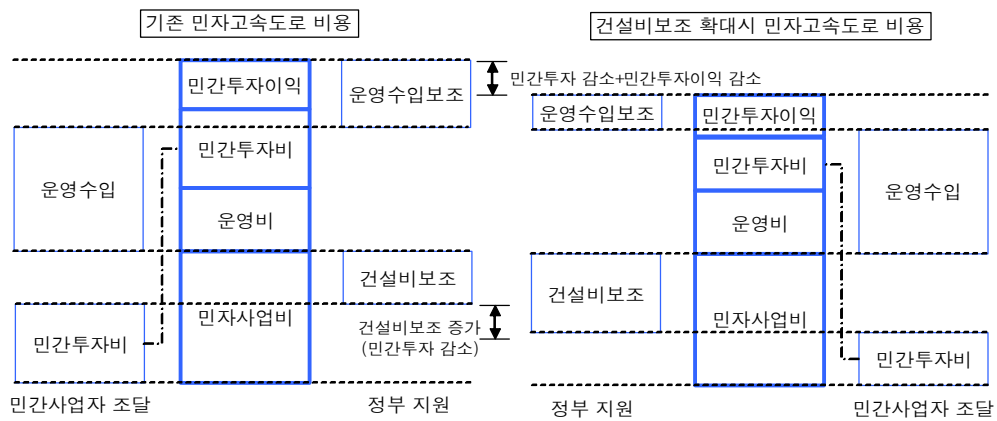 기존 민자고속도로 비용
민간투자이익
운영수입보조
민간투자비
운영수입
운영비
건설비보조
민자사업비
민간투자비
민간사업자 조달
정부 지원
민간투자 감소+민간투자이익 감소
건설비보조 증가
(민간투자 감소)
건설비보조 확대시 민자고속도로 비용
운영수입보조
민간투자이익
민간투자비
운영수입
운영비
건설비보조
민자사업비
민간투자비
정부 지원
민간사업자 조달